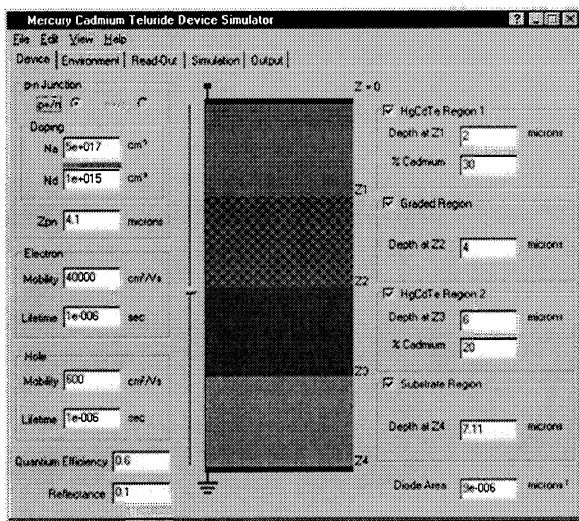 Mercury Cadmium Teluride Device Simulator
File Edit View Help
Device Environment Read-Out Simulation Output
p-n Junction
p+/n
Doping
Na 5e+017 cm³
Nd 1e+015 cm³
Zpn 4.1 microns
Electron
Mobility 40000 cm²/Vs
Lifetime 1e-006 sec
Hole
Mobility 600 cm²/Vs
Lifetime 1e-006 sec
Quantum Efficiency 0.6
Reflectance 0.1
Z = 0
Z1
Z2
Z3
Z4
HgCdTe Region 1
Depth at Z1 2 microns
% Cadmium 30
Graded Region
Depth at Z2 4 microns
HgCdTe Region 2
Depth at Z3 6 microns
% Cadmium 20
Substrate Region
Depth at Z4 7.11 microns
Diode Area 9e-006 microns